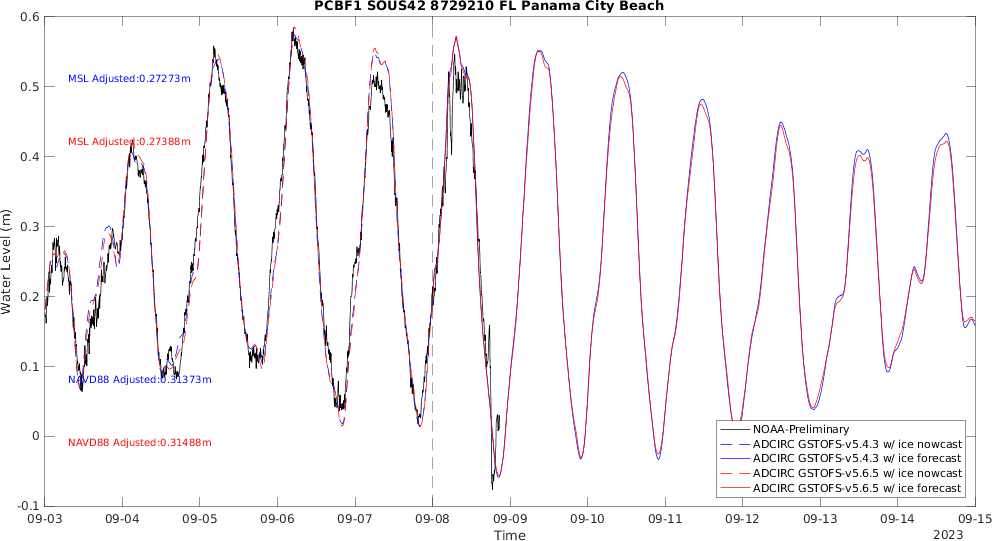 PCBF1 SOUS42 8729210 FL Panama City Beach
0.6
0.5
0.4
0.3
0.2
0.1
0
-0.1
Water Level (m)
MSL Adjusted:0.27273m
MSL Adjusted:0.27388m
NAVD88 Adjusted:0.31373m
NAVD88 Adjusted:0.31488m
NOAA-Preliminary
ADCIRC GSTOFS-v5.4.3 w/ ice nowcast
ADCIRC GSTOFS-v5.4.3 w/ ice forecast
ADCIRC GSTOFS-v5.6.5 w/ ice nowcast
ADCIRC GSTOFS-v5.6.5 w/ ice forecast
09-03 09-04 09-05 09-06 09-07 09-08 09-09 09-10 09-11 09-12 09-13 09-14 09-15
Time
2023